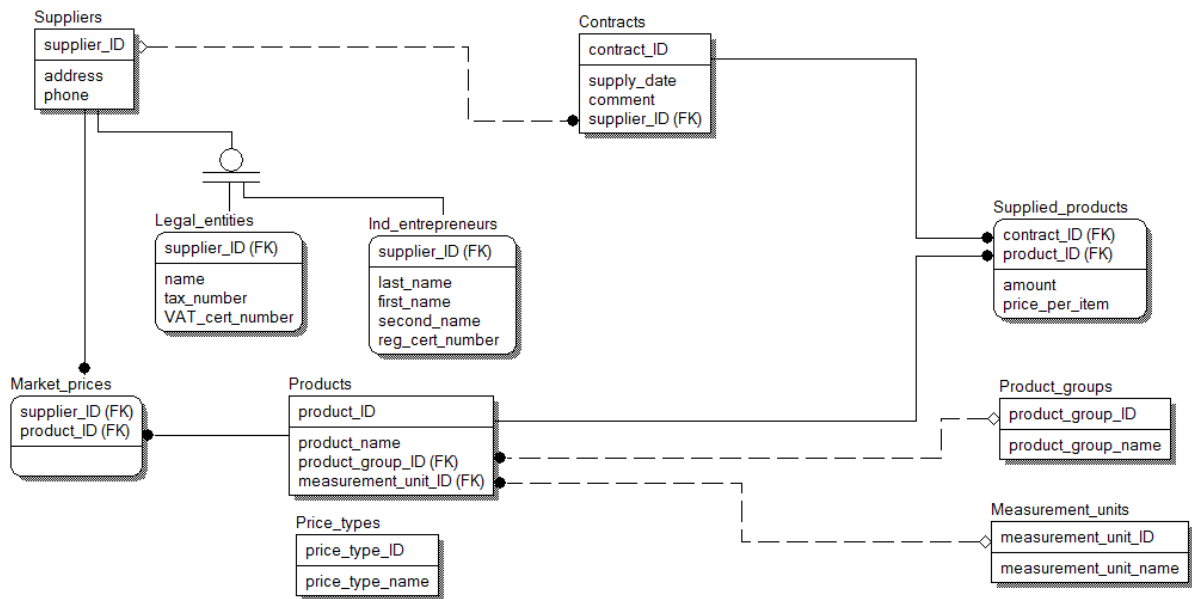 Suppliers
supplier_ID
address
phone
Contracts
contract_ID
supply_date
comment
supplier_ID (FK)
Legal_entities
supplier_ID (FK)
name
tax_number
VAT_cert_number
Ind_entrepreneurs
supplier_ID (FK)
last_name
first_name
second_name
reg_cert_number
Supplied_products
contract_ID (FK)
product_ID (FK)
amount
price_per_item
Market_prices
supplier_ID (FK)
product_ID (FK)
Products
product_ID
product_name
product_group_ID (FK)
measurement_unit_ID (FK)
Product_groups
product_group_ID
product_group_name
Price_types
price_type_ID
price_type_name
Measurement_units
measurement_unit_ID
measurement_unit_name